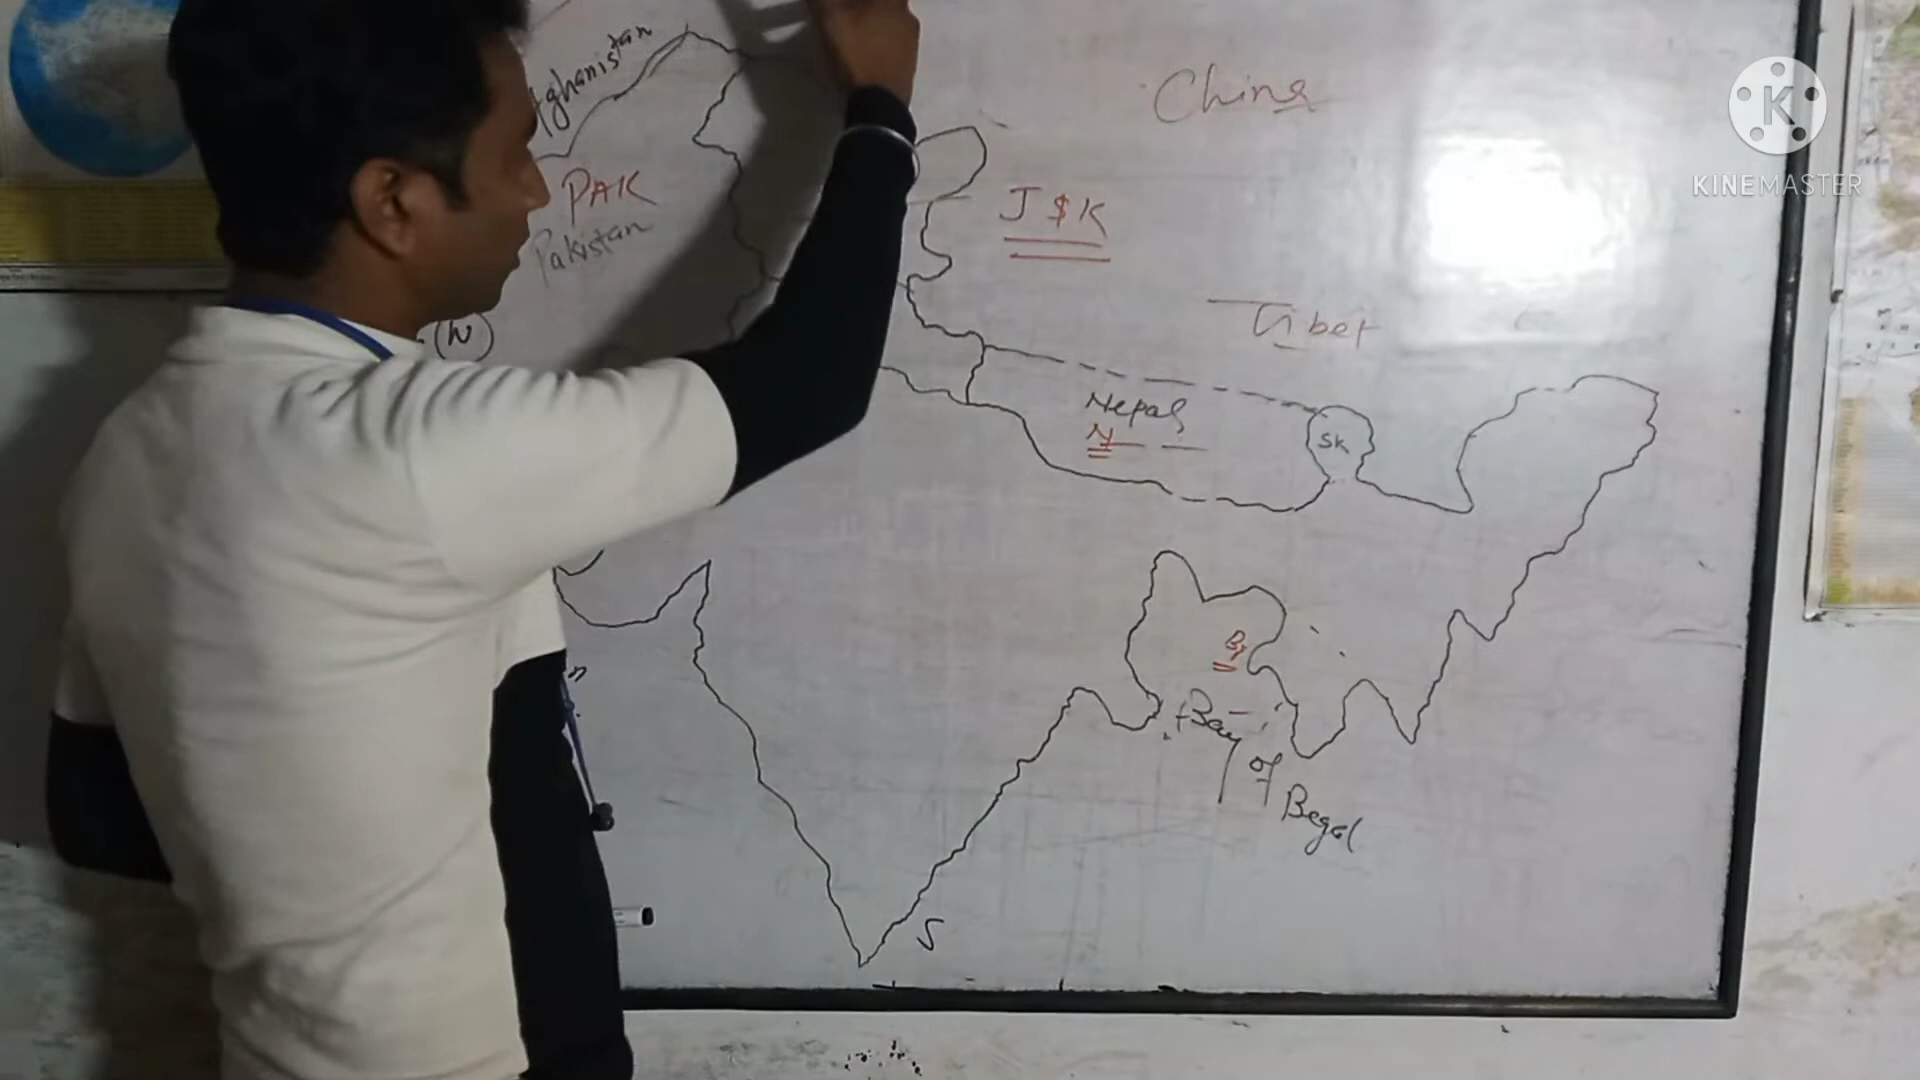 Afghanistan
China
K
KINEMASTER
PAK
J $ K
Pakistan
Tibet
(N)
Nepal
N
SK
B
Bay
of
Begal
S